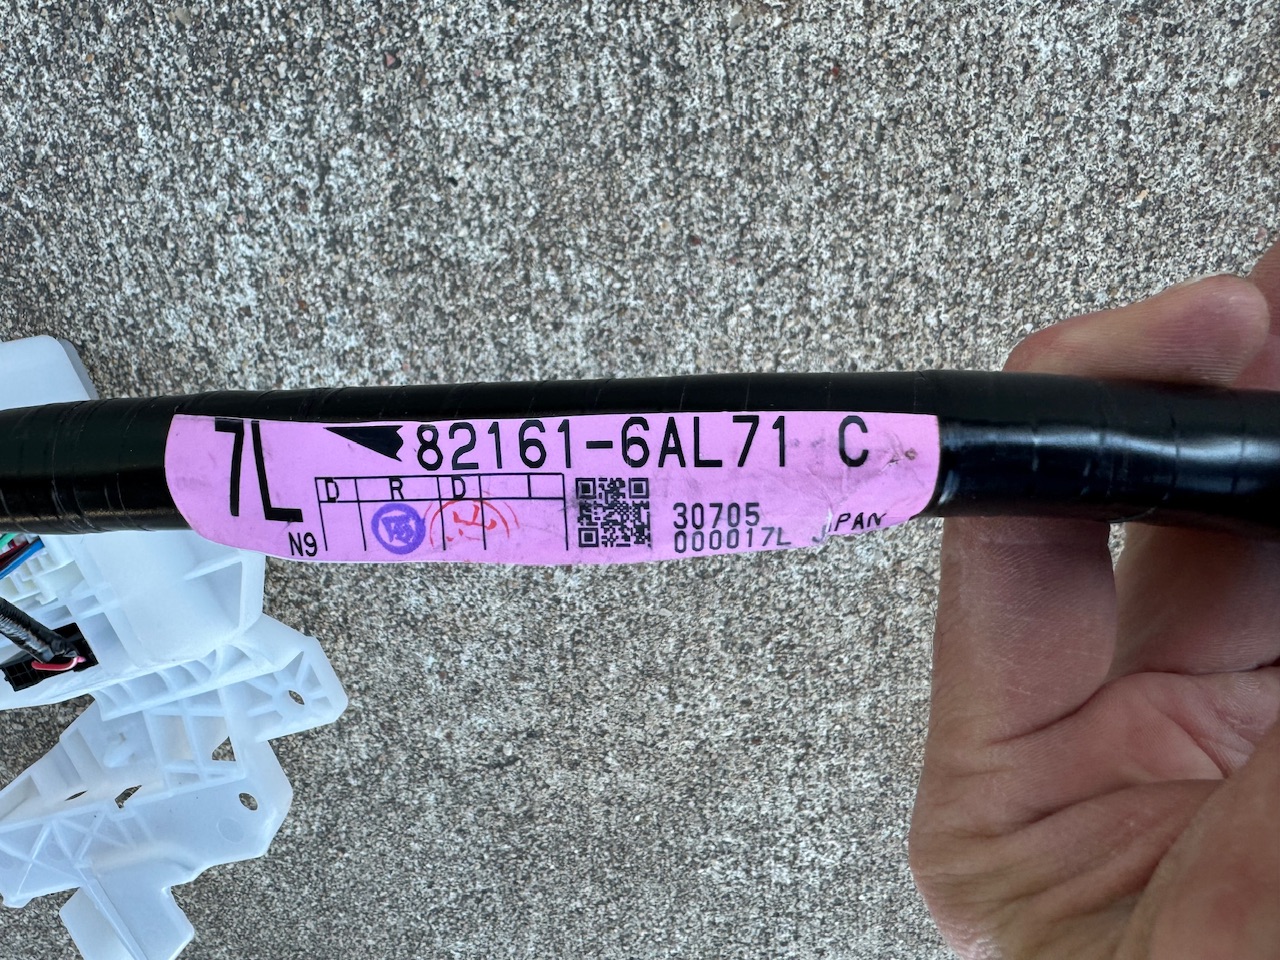 7L
82161-6AL71 C
D R D
N9
30705
000017L JAPAN